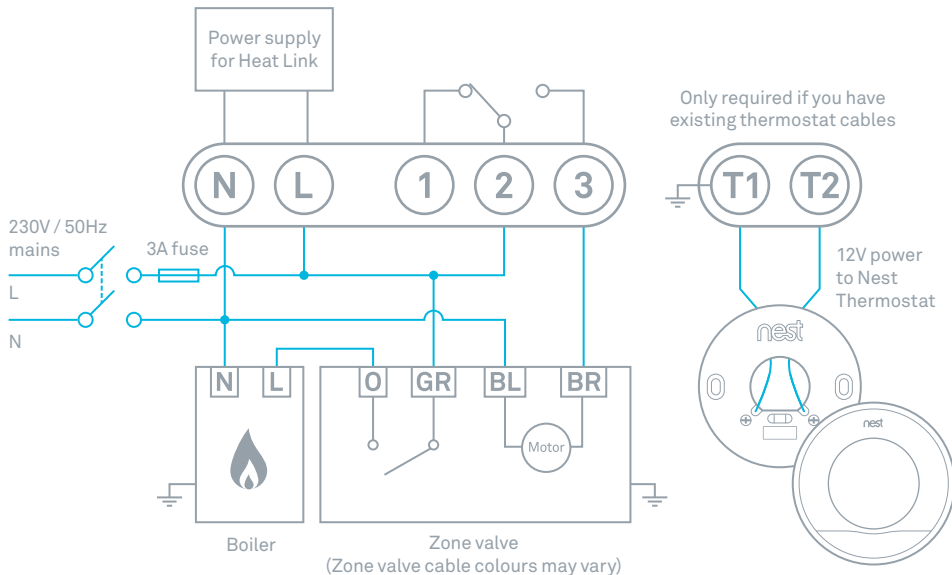 Power supply
for Heat Link
Only required if you have
existing thermostat cables
N L 1 2 3
T1 T2
230V / 50Hz
mains
3A fuse
L
N
12V power
to Nest
Thermostat
nest
N L O GR BL BR
nest
Motor
Boiler
Zone valve
(Zone valve cable colours may vary)